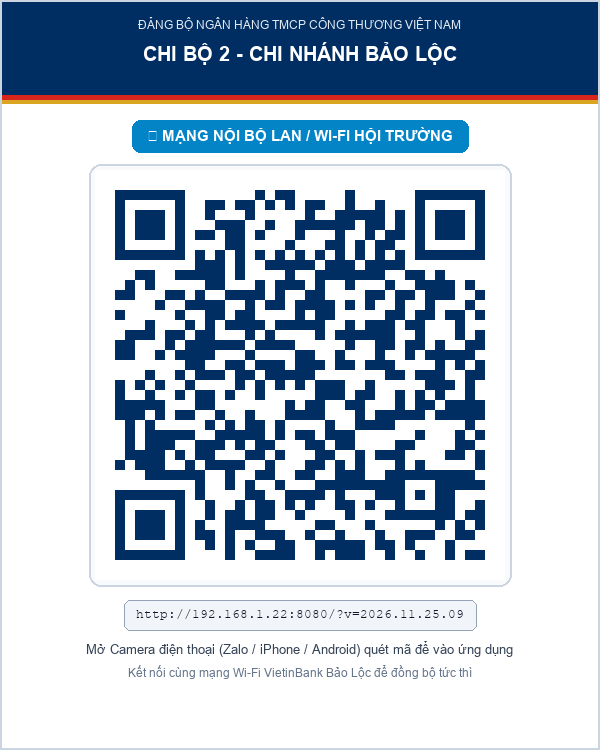 ĐẢNG BỘ NGÂN HÀNG TMCP CÔNG THƯƠNG VIỆT NAM
CHI BỘ 2 - CHI NHÁNH BẢO LỘC
MẠNG NỘI BỘ LAN / WI-FI HỘI TRƯỜNG
http://192.168.1.22:8080/?v=2026.11.25.09
Mở Camera điện thoại (Zalo / iPhone / Android) quét mã để vào ứng dụng
Kết nối cùng mạng Wi-Fi VietinBank Bảo Lộc để đồng bộ tức thì